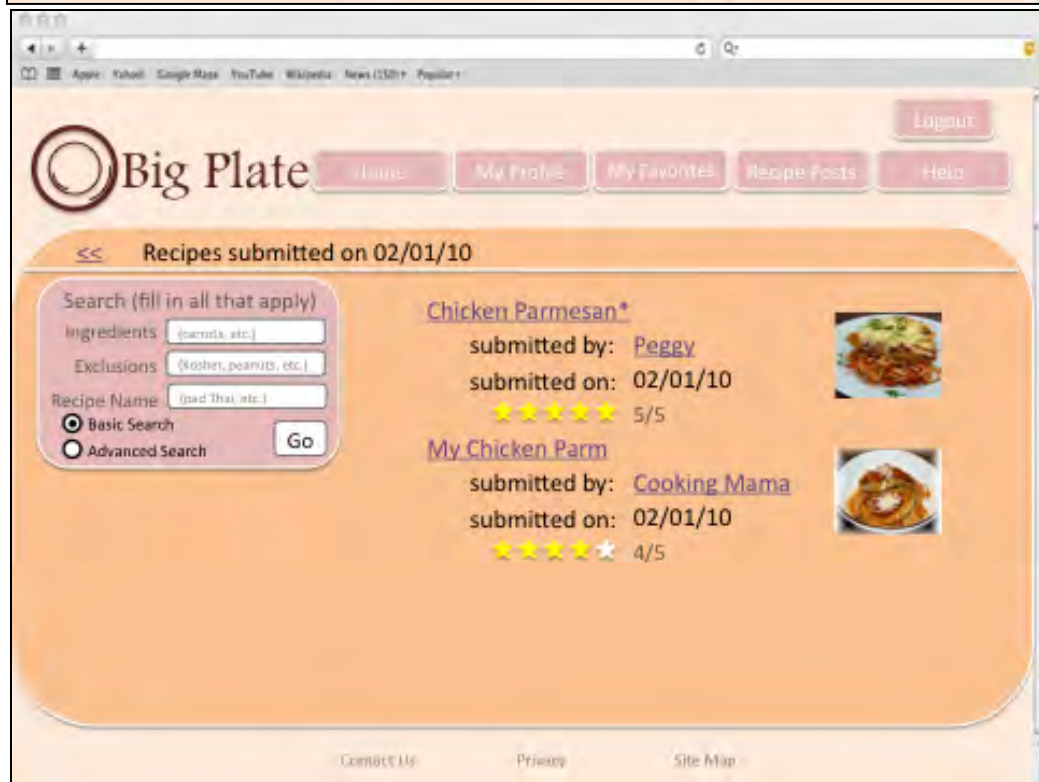 Apple Yahoo! Google Maps YouTube Wikipedia News (150) Popular
Logout
Big Plate Home My Profile My Favorites Recipe Posts Help
<< Recipes submitted on 02/01/10
Search (fill in all that apply)
Ingredients (carrots, etc.)
Exclusions (kosher, peanuts, etc.)
Recipe Name (pad Thai, etc.)
Basic Search
Advanced Search
Go
Chicken Parmesan*
submitted by: Peggy
submitted on: 02/01/10
5/5
My Chicken Parm
submitted by: Cooking Mama
submitted on: 02/01/10
4/5
Contact Us Privacy Site Map